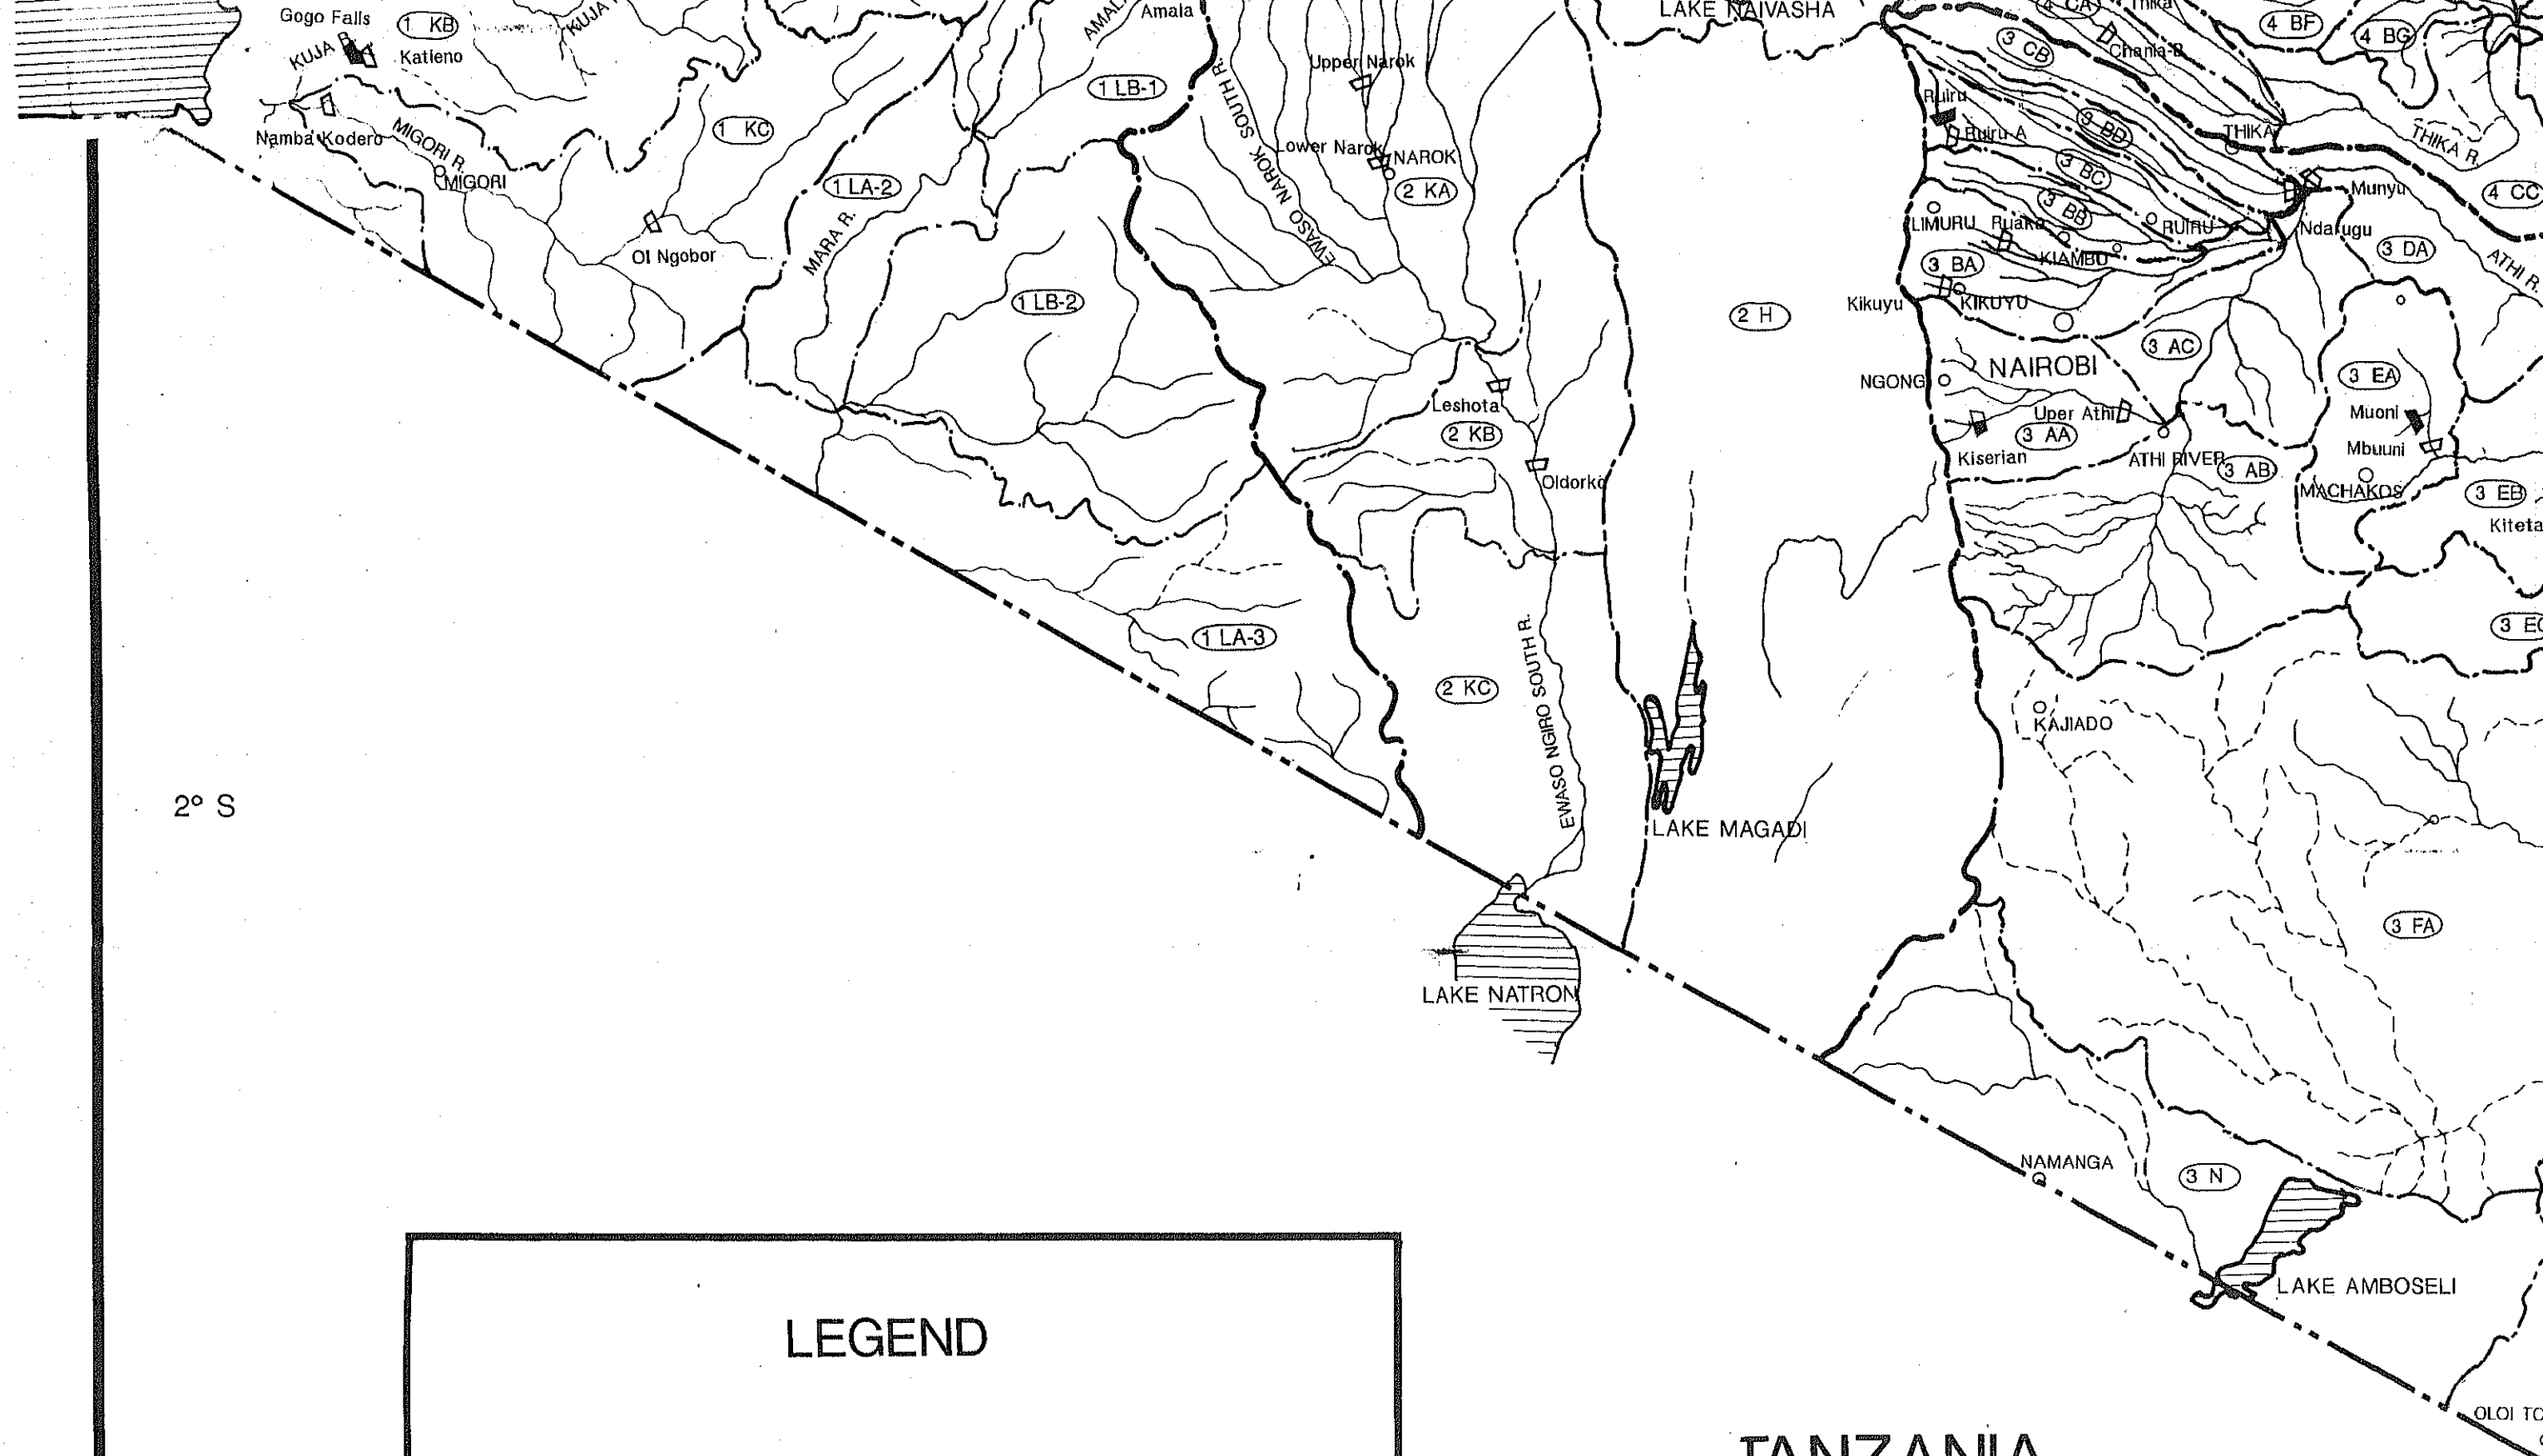 LAKE NAIVASHA
Amala
Gogo Falls
1 KB
KUJA R.
Katieno
Upper Narok
1 LB-1
3 CB
Chania-B
4 BF
4 BG
Namba Kodero
MIGORI R.
MIGORI
1 KC
1 LA-2
SOUTH R.
EWASO NAROK
Lower Narok
NAROK
2 KA
Ruiru
Ruiru A
3 BD
THIKA
THIKA R.
3 BC
3 BB
Munyu
4 CC
Ol Ngobor
MARA R.
LIMURU
Ruaka
RUIRU
Ndarugu
3 DA
ATHI R.
3 BA
KIAMBU
1 LB-2
2 H
Kikuyu
KIKUYU
3 AC
NAIROBI
3 EA
NGONG
Leshota
2 KB
Uper Athi
3 AA
Muoni
Mbuuni
Kiserian
ATHI RIVER
3 AB
Oldorko
MACHAKOS
3 EB
Kiteta
1 LA-3
2 KC
EWASO NGIRO SOUTH R.
KAJIADO
2° S
LAKE MAGADI
3 FA
LAKE NATRON
NAMANGA
3 N
LAKE AMBOSELI
LEGEND
TANZANIA